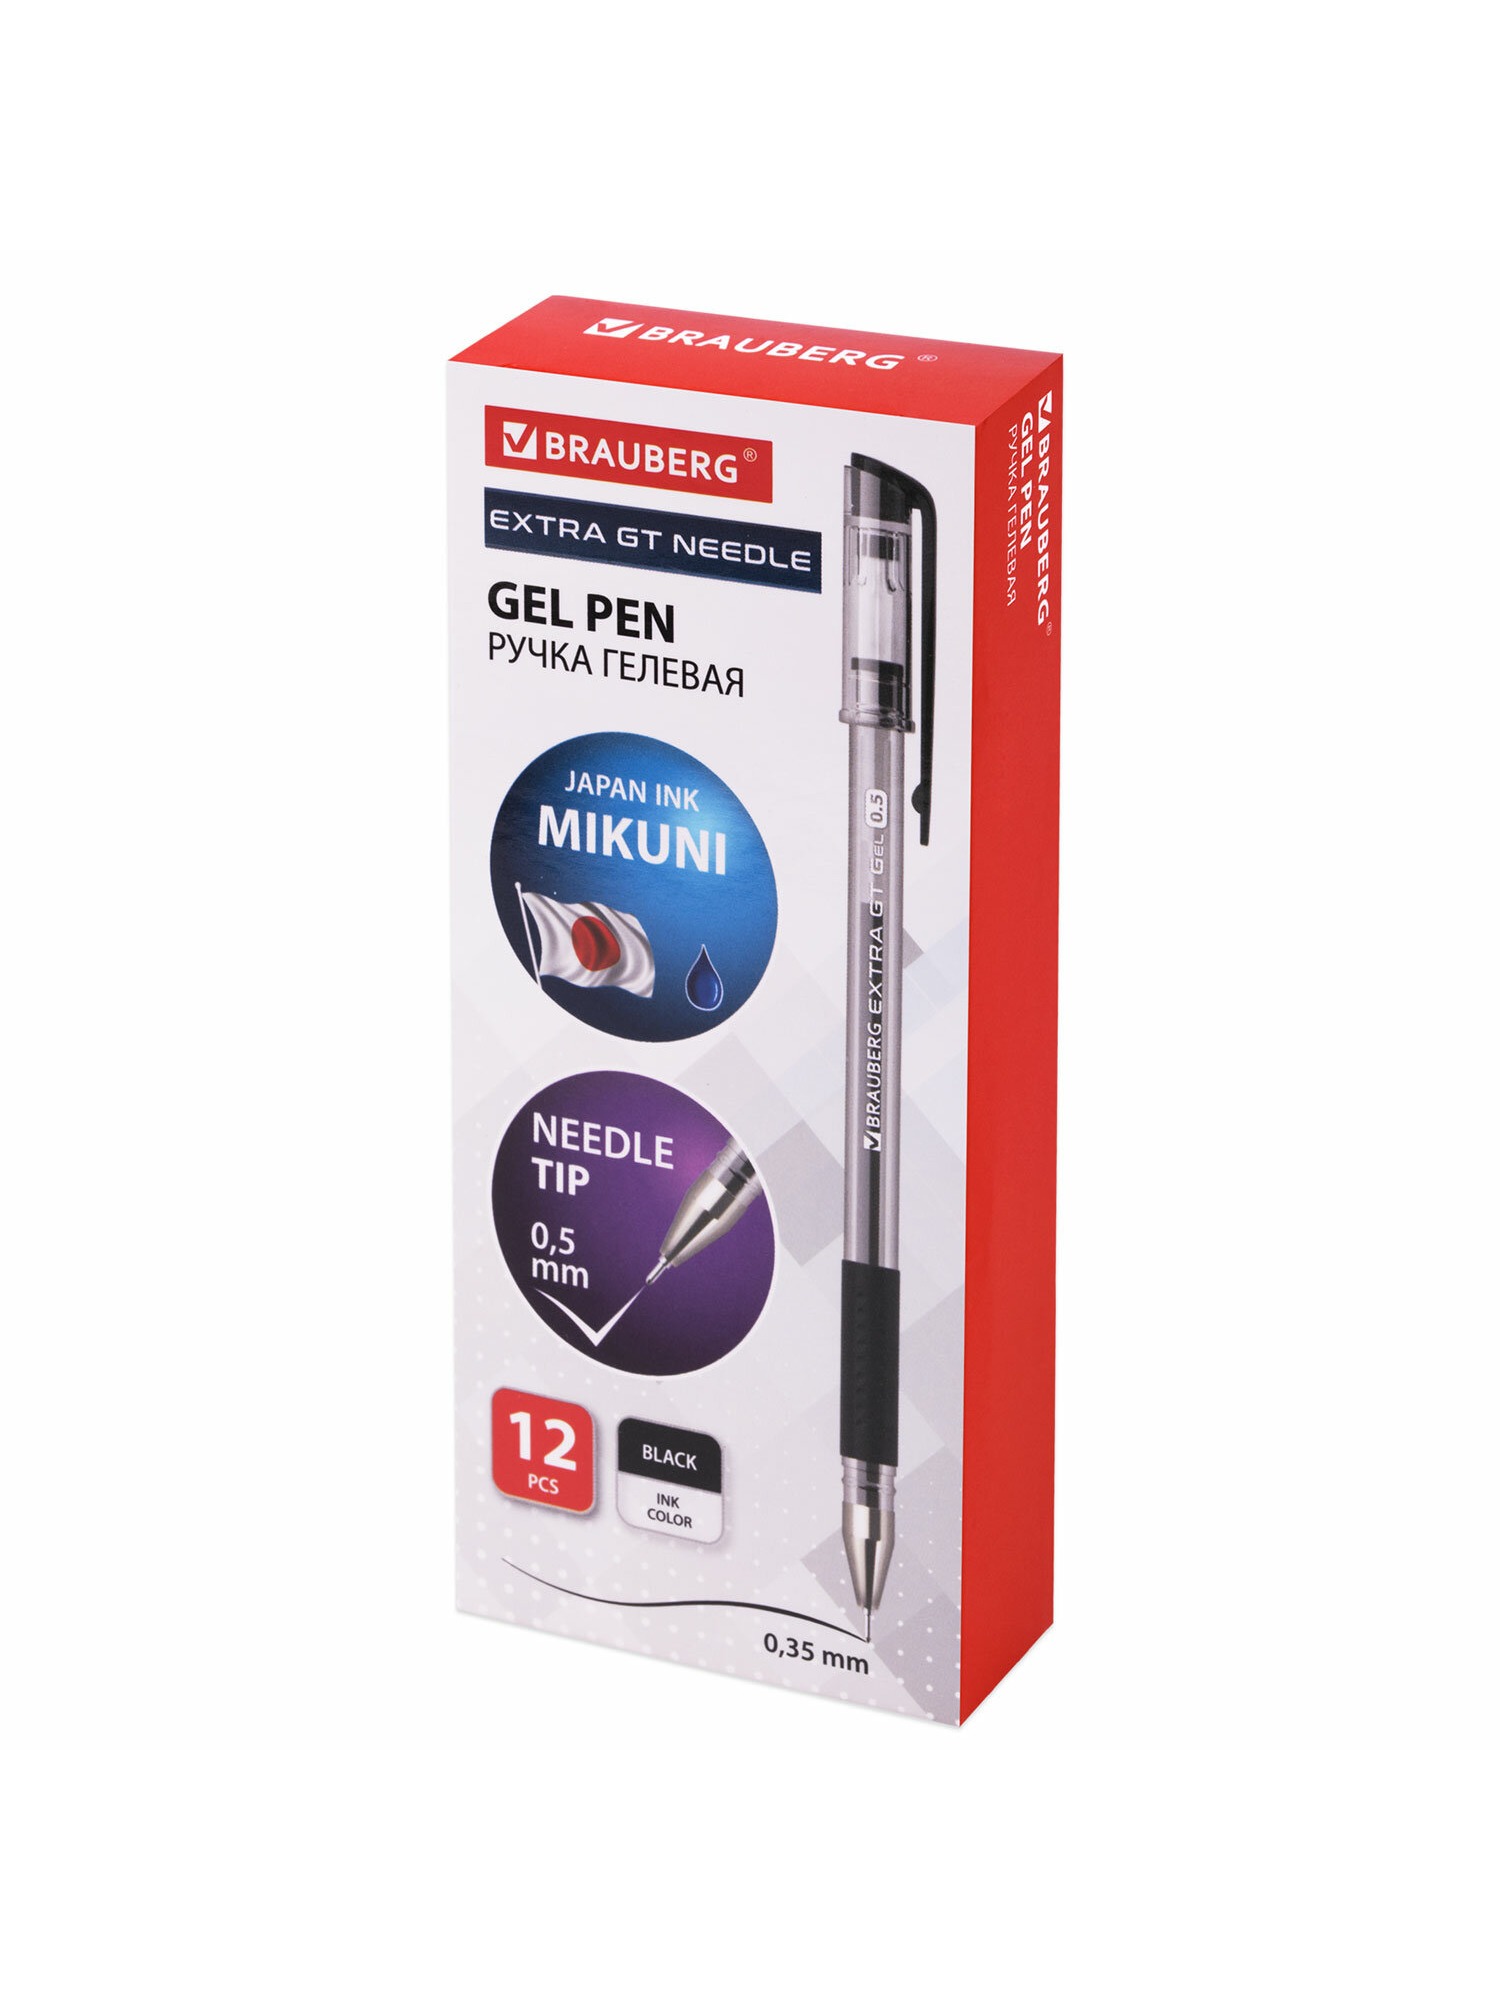 BRAUBERG®
BRAUBERG®
EXTRA GT NEEDLE
GEL PEN
РУЧКА ГЕЛЕВАЯ
JAPAN INK
MIKUNI
NEEDLE
TIP
0,5
mm
12
PCS
BLACK
INK
COLOR
0,35 mm
BRAUBERG EXTRA GT GEL 0.5
BRAUBERG®
GEL PEN
РУЧКА ГЕЛЕВАЯ